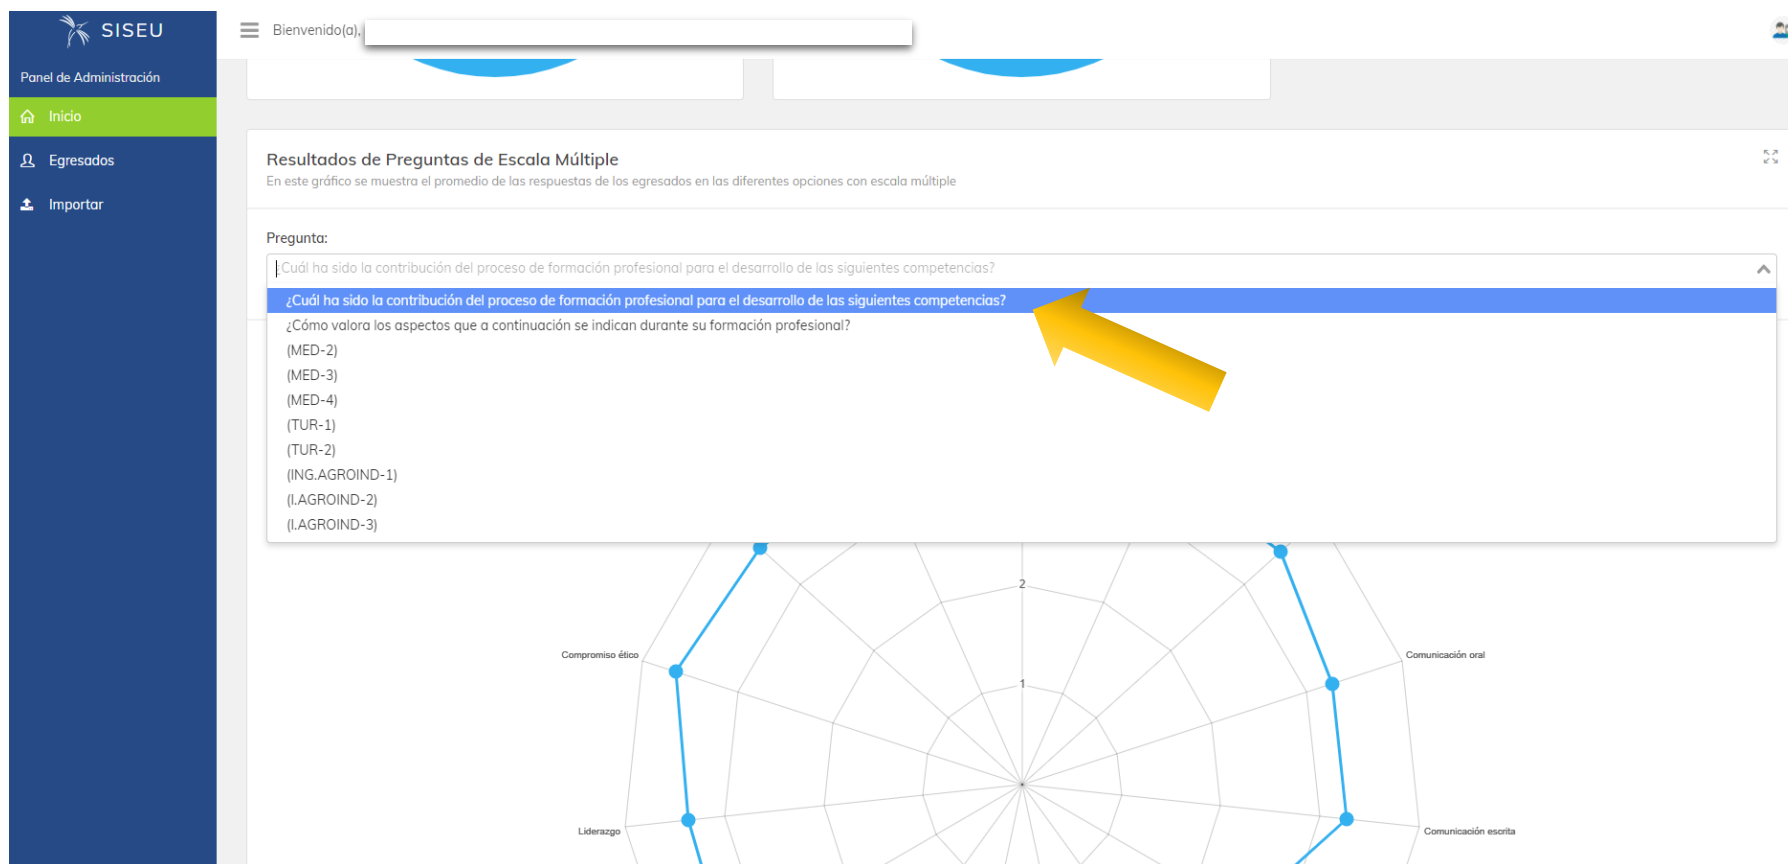 SISEU
Bienvenido(a),
Panel de Administración
Inicio
Egresados
Importar
Resultados de Preguntas de Escala Múltiple
En este gráfico se muestra el promedio de las respuestas de los egresados en las diferentes opciones con escala múltiple
Pregunta:
¿Cuál ha sido la contribución del proceso de formación profesional para el desarrollo de las siguientes competencias?
¿Cuál ha sido la contribución del proceso de formación profesional para el desarrollo de las siguientes competencias?
¿Cómo valora los aspectos que a continuación se indican durante su formación profesional?
(MED-2)
(MED-3)
(MED-4)
(TUR-1)
(TUR-2)
(ING.AGROIND-1)
(I.AGROIND-2)
(I.AGROIND-3)
2
Compromiso ético
Comunicación oral
1
Liderazgo
Comunicación escrita